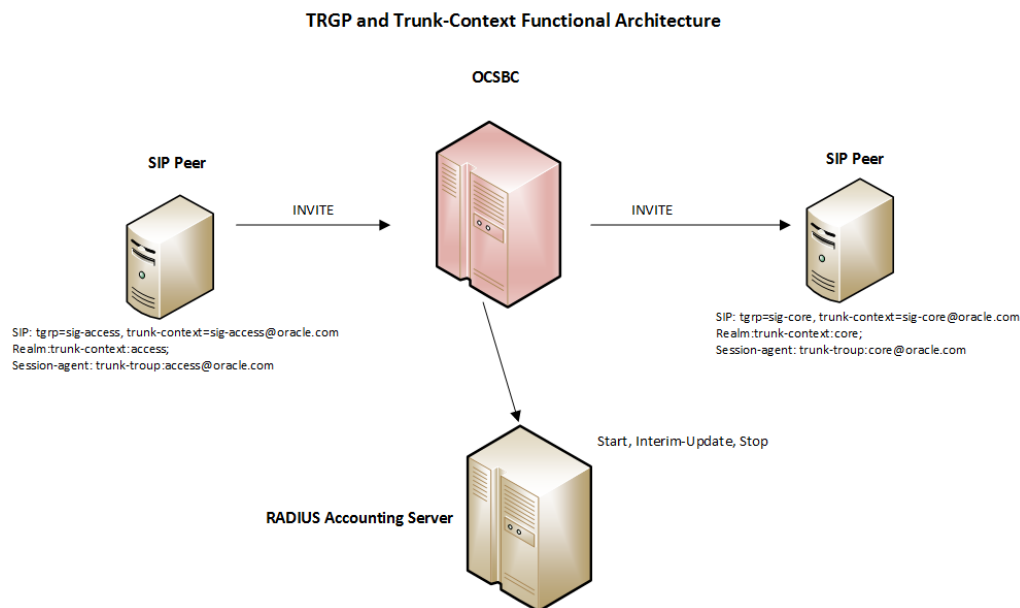 TRGP and Trunk-Context Functional Architecture
OCSBC
SIP Peer
SIP Peer
INVITE
INVITE
SIP: tgrp=sig-access, trunk-context=sig-access@oracle.com
Realm:trunk-context:access;
Session-agent: trunk-troup:access@oracle.com
SIP: tgrp=sig-core, trunk-context=sig-core@oracle.com
Realm:trunk-context:core;
Session-agent: trunk-troup:core@oracle.com
Start, Interim-Update, Stop
RADIUS Accounting Server